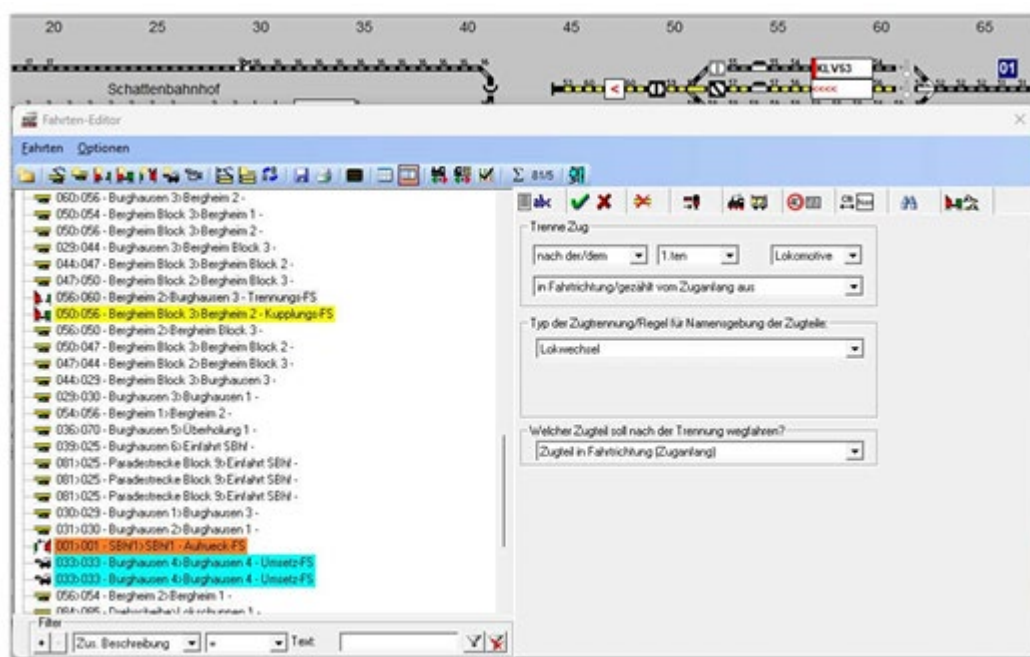 20 25 30 35 40 45 50 55 60 65
KLV53
01
Schattenbahnhof
<
<<<<
Fahrten-Editor
Fahrten Optionen
Σ 81/5
abc
060>056 - Burghausen 3>Bergheim 2 -
050>054 - Bergheim Block 3>Bergheim 1 -
050>056 - Bergheim Block 3>Bergheim 2 -
029>044 - Burghausen 3>Bergheim Block 3 -
044>047 - Bergheim Block 3>Bergheim Block 2 -
047>050 - Bergheim Block 2>Bergheim Block 3 -
056>060 - Bergheim 2>Burghausen 3 - Trennungs-FS
050>056 - Bergheim Block 3>Bergheim 2 - Kupplungs-FS
056>050 - Bergheim 2>Bergheim Block 3 -
050>047 - Bergheim Block 3>Bergheim Block 2 -
047>044 - Bergheim Block 2>Bergheim Block 3 -
044>029 - Bergheim Block 3>Burghausen 3 -
029>030 - Burghausen 3>Burghausen 1 -
054>056 - Bergheim 1>Bergheim 2 -
036>070 - Burghausen 5>Überholung 1 -
039>025 - Burghausen 6>Einfahrt SBhf -
081>025 - Paradestrecke Block 9>Einfahrt SBhf -
081>025 - Paradestrecke Block 9>Einfahrt SBhf -
081>025 - Paradestrecke Block 9>Einfahrt SBhf -
030>029 - Burghausen 1>Burghausen 3 -
031>030 - Burghausen 2>Burghausen 1 -
001>001 - SBhf1>SBhf1 - Aufrueck-FS
033>033 - Burghausen 4>Burghausen 4 - Umsetz-FS
033>033 - Burghausen 4>Burghausen 4 - Umsetz-FS
056>054 - Bergheim 2>Bergheim 1 -
084>085 - Drehscheibe>Lokschuppen 1 -
Filter
+ - Zus. Beschreibung = Text:
Trenne Zug
nach der/dem 1.ten Lokomotive
in Fahrtrichtung/gezählt vom Zuganfang aus
Typ der Zugtrennung/Regel für Namensgebung der Zugteile:
Lokwechsel
Welcher Zugteil soll nach der Trennung wegfahren?
Zugteil in Fahrtrichtung (Zuganfang)